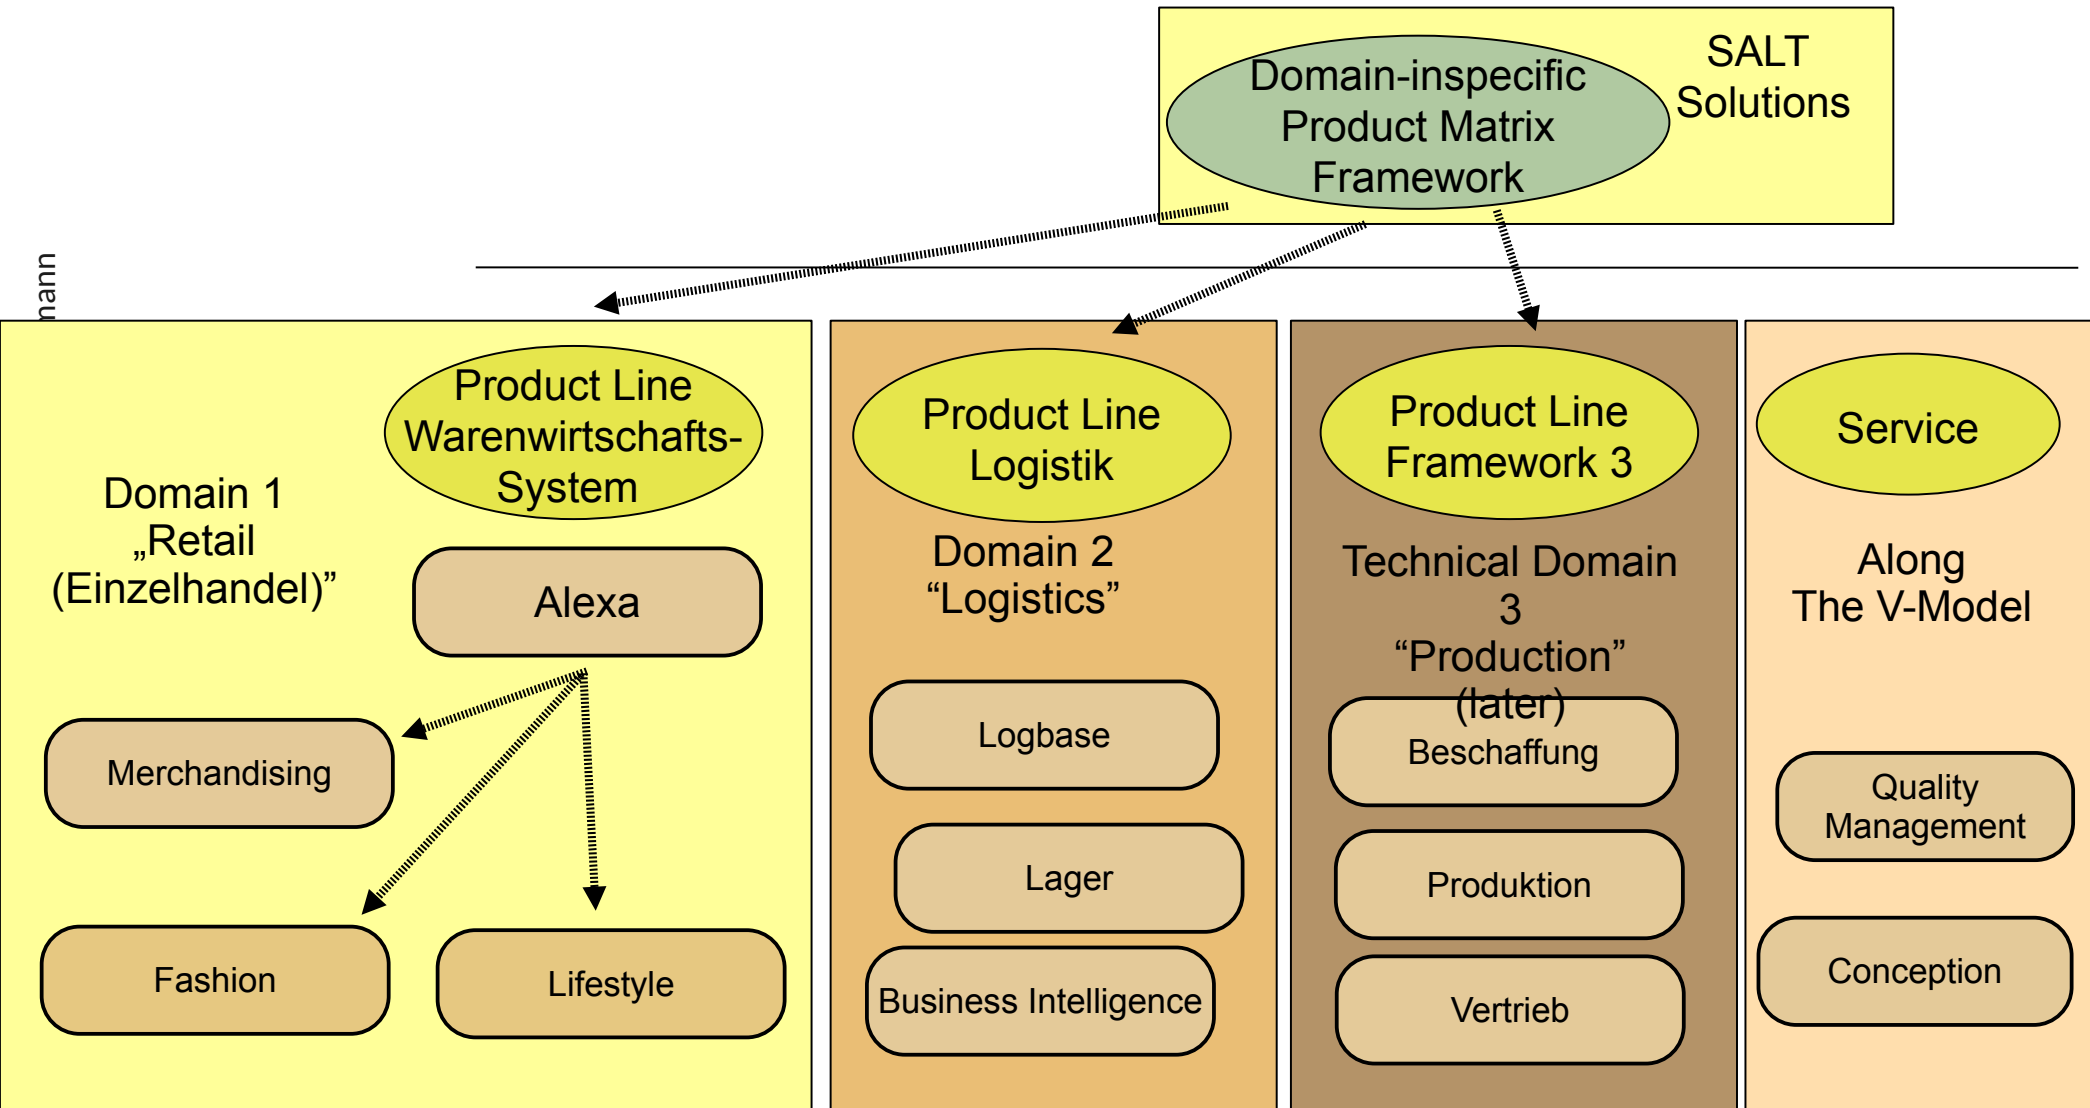 SALT
Solutions
Domain-inspecific
Product Matrix
Framework
Product Line
Warenwirtschafts-
System
Domain 1
„Retail
(Einzelhandel)”
Alexa
Merchandising
Fashion
Lifestyle
Product Line
Logistik
Domain 2
“Logistics”
Logbase
Lager
Business Intelligence
Product Line
Framework 3
Technical Domain
3
“Production”
(later)
Beschaffung
Produktion
Vertrieb
Service
Along
The V-Model
Quality
Management
Conception